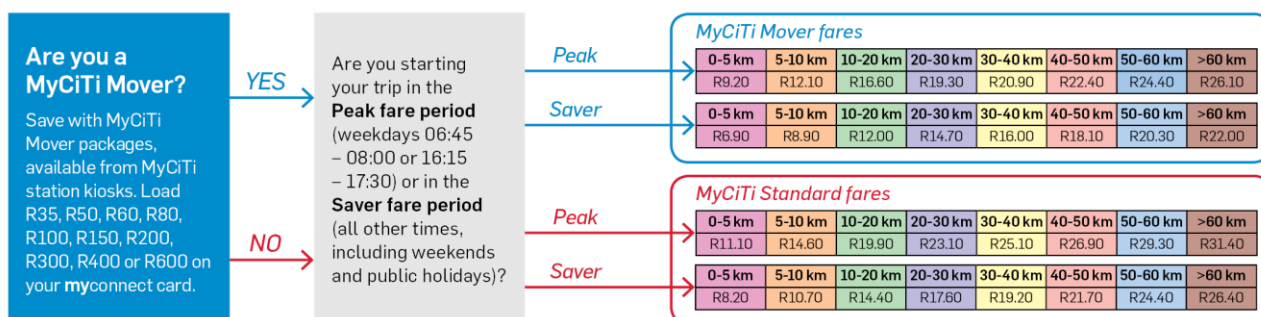 Are you a
MyCiTi Mover?
Save with MyCiTi
Mover packages,
available from MyCiTi
station kiosks. Load
R35, R50, R60, R80,
R100, R150, R200,
R300, R400 or R600 on
your myconnect card.
YES
NO
Are you starting
your trip in the
Peak fare period
(weekdays 06:45
– 08:00 or 16:15
– 17:30) or in the
Saver fare period
(all other times,
including weekends
and public holidays)?
Peak
Saver
MyCiTi Mover fares
0-5 km 5-10 km 10-20 km 20-30 km 30-40 km 40-50 km 50-60 km >60 km
R9.20 R12.10 R16.60 R19.30 R20.90 R22.40 R24.40 R26.10
0-5 km 5-10 km 10-20 km 20-30 km 30-40 km 40-50 km 50-60 km >60 km
R6.90 R8.90 R12.00 R14.70 R16.00 R18.10 R20.30 R22.00
Peak
Saver
MyCiTi Standard fares
0-5 km 5-10 km 10-20 km 20-30 km 30-40 km 40-50 km 50-60 km >60 km
R11.10 R14.60 R19.90 R23.10 R25.10 R26.90 R29.30 R31.40
0-5 km 5-10 km 10-20 km 20-30 km 30-40 km 40-50 km 50-60 km >60 km
R8.20 R10.70 R14.40 R17.60 R19.20 R21.70 R24.40 R26.40